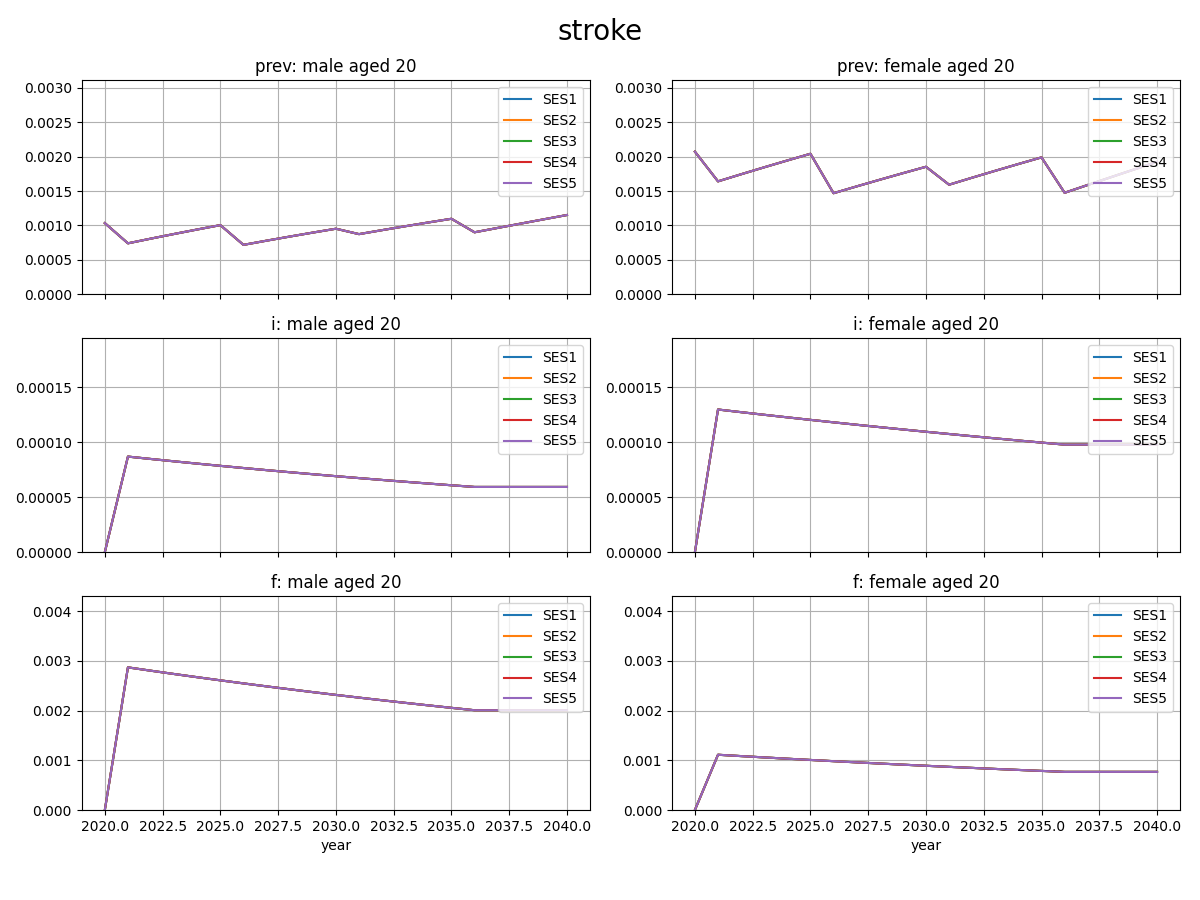 stroke
prev: male aged 20
0.0030
0.0025
0.0020
0.0015
0.0010
0.0005
0.0000
SES1
SES2
SES3
SES4
SES5
prev: female aged 20
0.0030
0.0025
0.0020
0.0015
0.0010
0.0005
0.0000
SES1
SES2
SES3
SES4
SES5
i: male aged 20
0.00015
0.00010
0.00005
0.00000
SES1
SES2
SES3
SES4
SES5
i: female aged 20
0.00015
0.00010
0.00005
0.00000
SES1
SES2
SES3
SES4
SES5
f: male aged 20
0.004
0.003
0.002
0.001
0.000
SES1
SES2
SES3
SES4
SES5
2020.0 2022.5 2025.0 2027.5 2030.0 2032.5 2035.0 2037.5 2040.0
year
f: female aged 20
0.004
0.003
0.002
0.001
0.000
SES1
SES2
SES3
SES4
SES5
2020.0 2022.5 2025.0 2027.5 2030.0 2032.5 2035.0 2037.5 2040.0
year